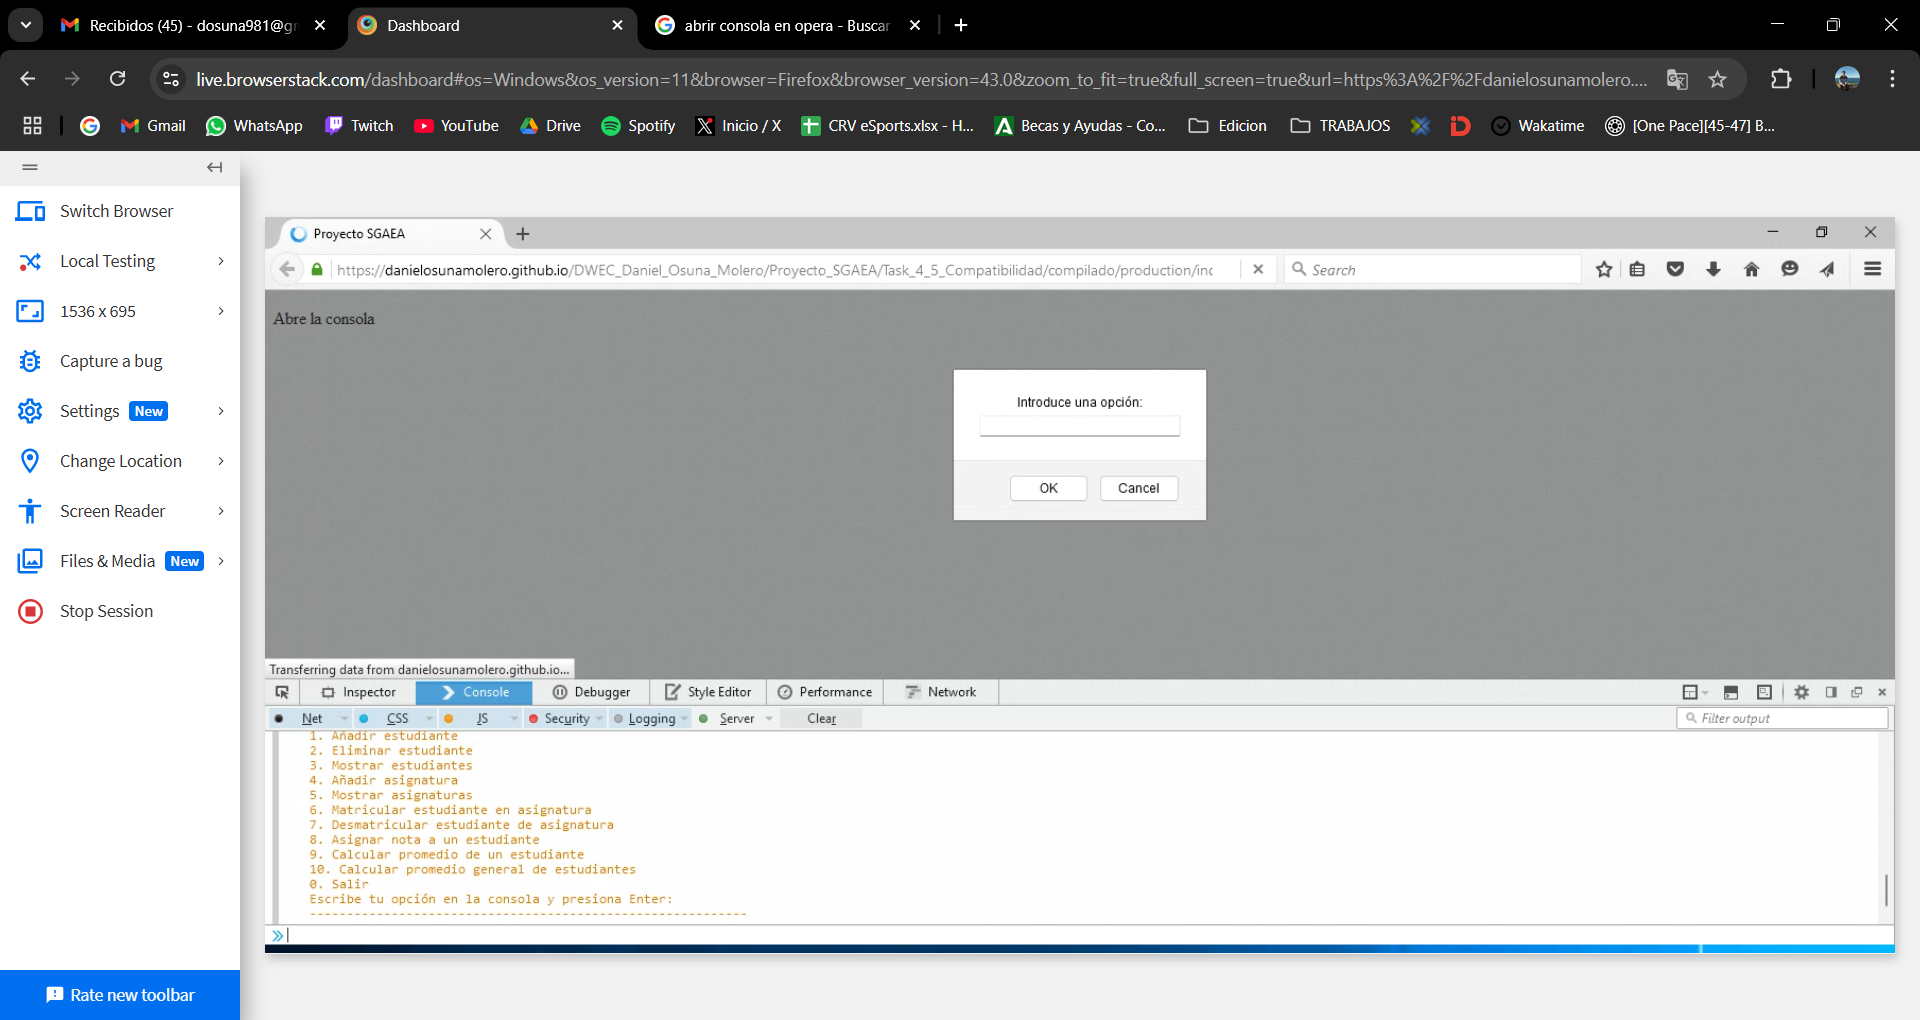 Recibidos (45) - dosuna981@gm
Dashboard
abrir consola en opera - Buscar
live.browserstack.com/dashboard#os=Windows&os_version=11&browser=Firefox&browser_version=43.0&zoom_to_fit=true&full_screen=true&url=https%3A%2F%2Fdanielosunamolero....
Gmail
WhatsApp
Twitch
YouTube
Drive
Spotify
Inicio / X
CRV eSports.xlsx - H...
Becas y Ayudas - Co...
Edicion
TRABAJOS
Wakatime
[One Pace][45-47] B...
Switch Browser
Local Testing
1536 x 695
Capture a bug
Settings New
Change Location
Screen Reader
Files & Media New
Stop Session
Rate new toolbar
Proyecto SGAEA
https://danielosunamolero.github.io/DWEC_Daniel_Osuna_Molero/Proyecto_SGAEA/Task_4_5_Compatibilidad/compilado/production/inc
Search
Abre la consola
Introduce una opción:
OK
Cancel
Transferring data from danielosunamolero.github.io...
Inspector
Console
Debugger
Style Editor
Performance
Network
Net
CSS
JS
Security
Logging
Server
Clear
Filter output
1. Añadir estudiante
2. Eliminar estudiante
3. Mostrar estudiantes
4. Añadir asignatura
5. Mostrar asignaturas
6. Matricular estudiante en asignatura
7. Desmatricular estudiante de asignatura
8. Asignar nota a un estudiante
9. Calcular promedio de un estudiante
10. Calcular promedio general de estudiantes
0. Salir
Escribe tu opción en la consola y presiona Enter:
-----------------------------------------------------------